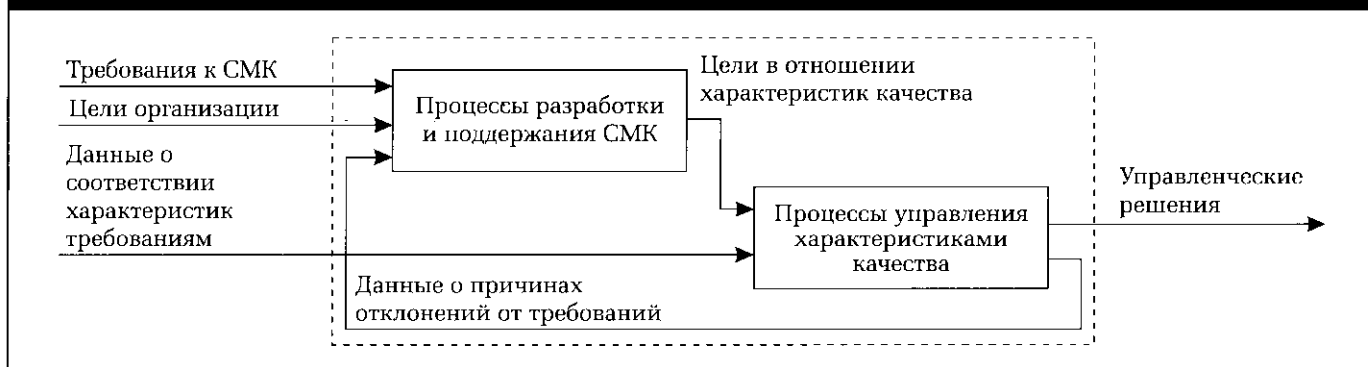 Требования к СМК
Цели организации
Данные о
соответствии
характеристик
требованиям
Процессы разработки
и поддержания СМК
Цели в отношении
характеристик качества
Процессы управления
характеристиками
качества
Управленческие
решения
Данные о причинах
отклонений от требований